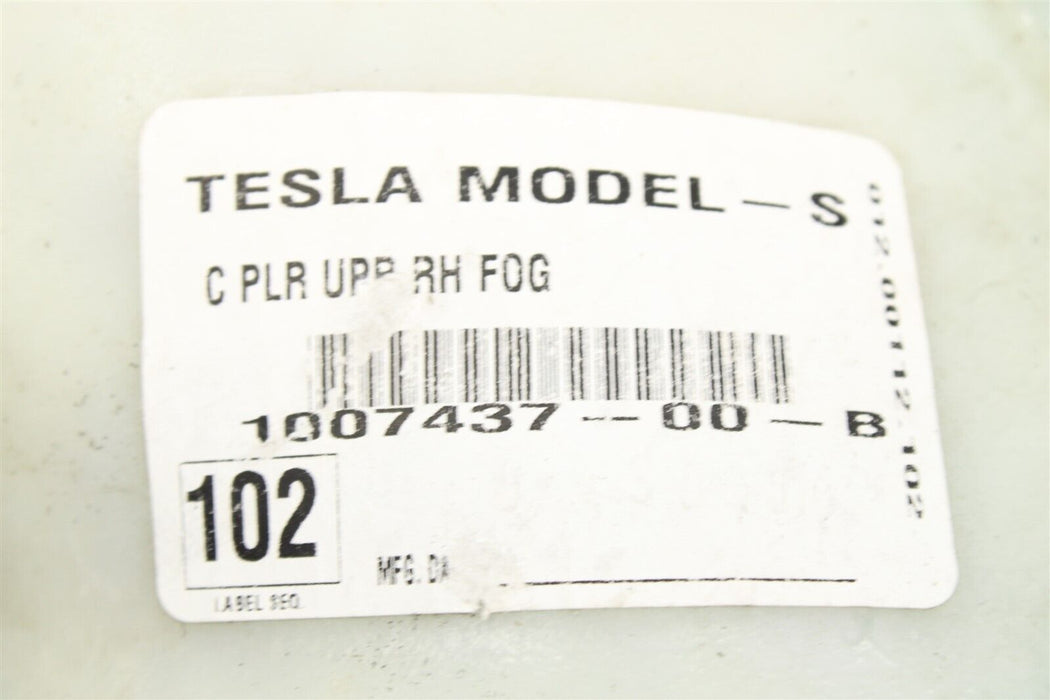 TESLA MODEL - S
C PLR UPR RH FOG
1007437 - 00 - B
102
LABEL SEQ.
MFG. DA